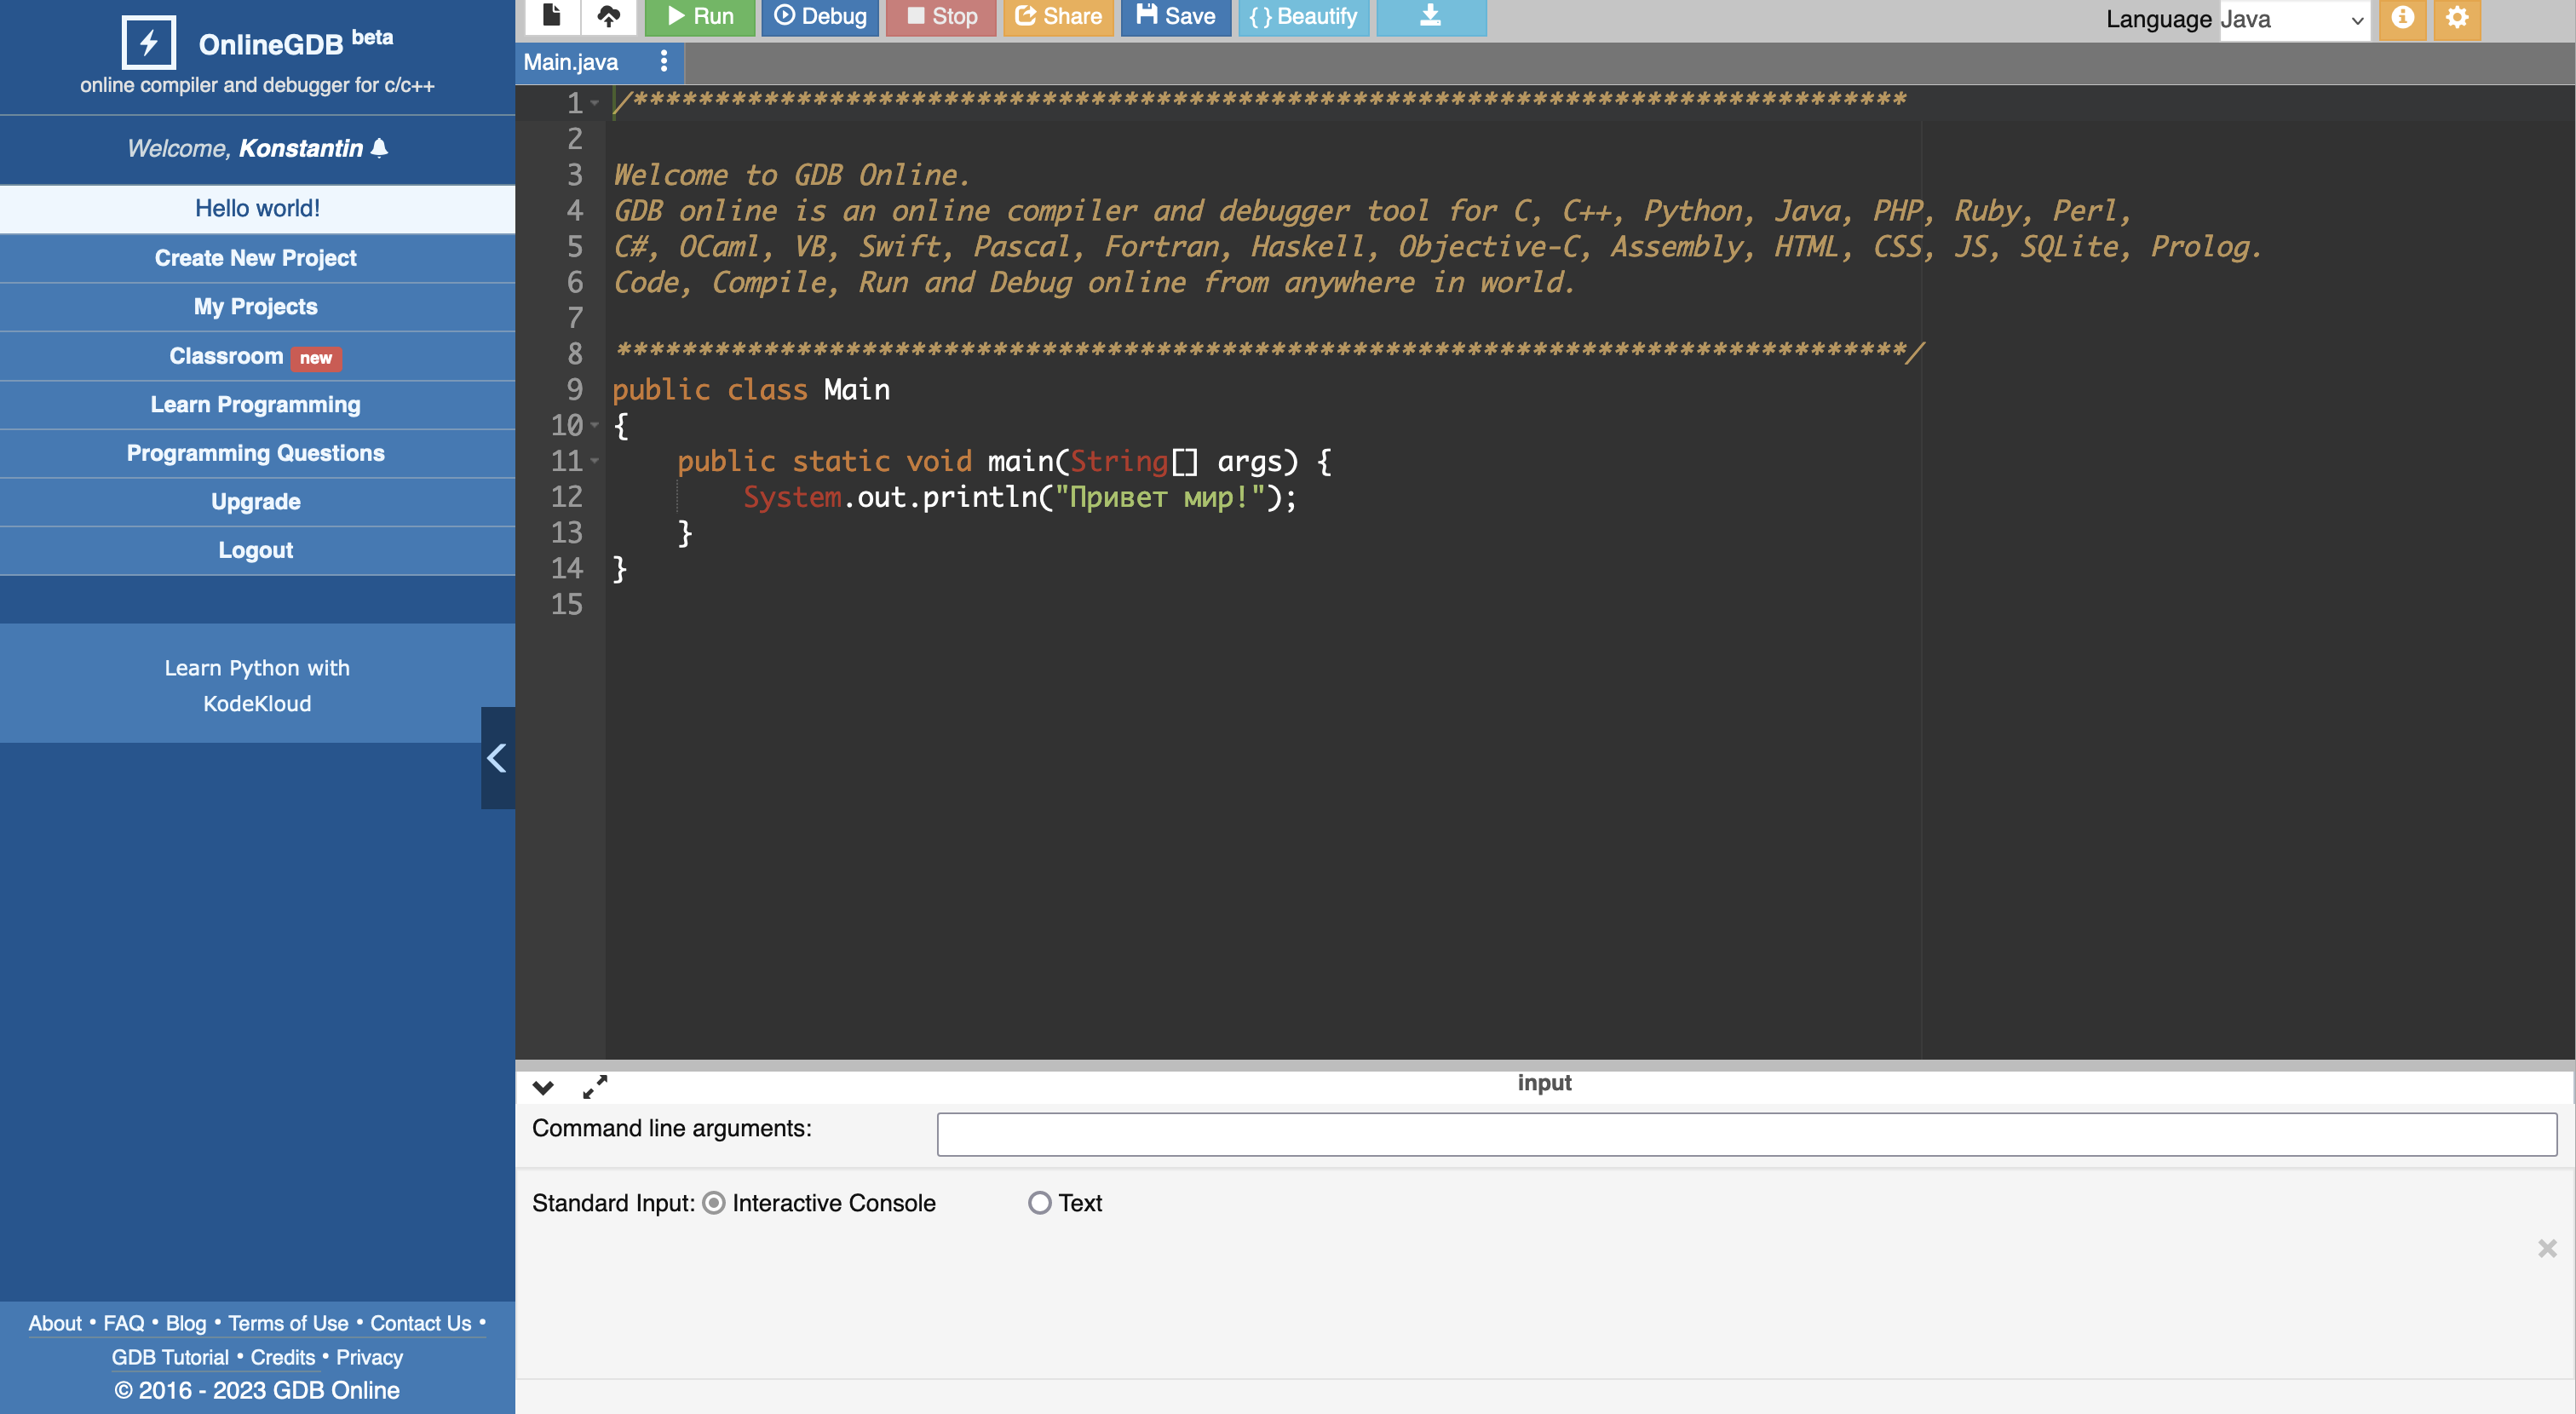 OnlineGDB beta
online compiler and debugger for c/c++
Welcome, Konstantin
Hello world!
Create New Project
My Projects
Classroom new
Learn Programming
Programming Questions
Upgrade
Logout
Learn Python with
KodeKloud
About • FAQ • Blog • Terms of Use • Contact Us •
GDB Tutorial • Credits • Privacy
© 2016 - 2023 GDB Online
Run Debug Stop Share Save { } Beautify
Language Java
Main.java
1 /******************************************************************************
2
3 Welcome to GDB Online.
4 GDB online is an online compiler and debugger tool for C, C++, Python, Java, PHP, Ruby, Perl,
5 C#, OCaml, VB, Swift, Pascal, Fortran, Haskell, Objective-C, Assembly, HTML, CSS, JS, SQLite, Prolog.
6 Code, Compile, Run and Debug online from anywhere in world.
7
8 *******************************************************************************/
9 public class Main
10 {
11     public static void main(String[] args) {
12         System.out.println("Привет мир!");
13     }
14 }
15
input
Command line arguments:
Standard Input: Interactive Console Text